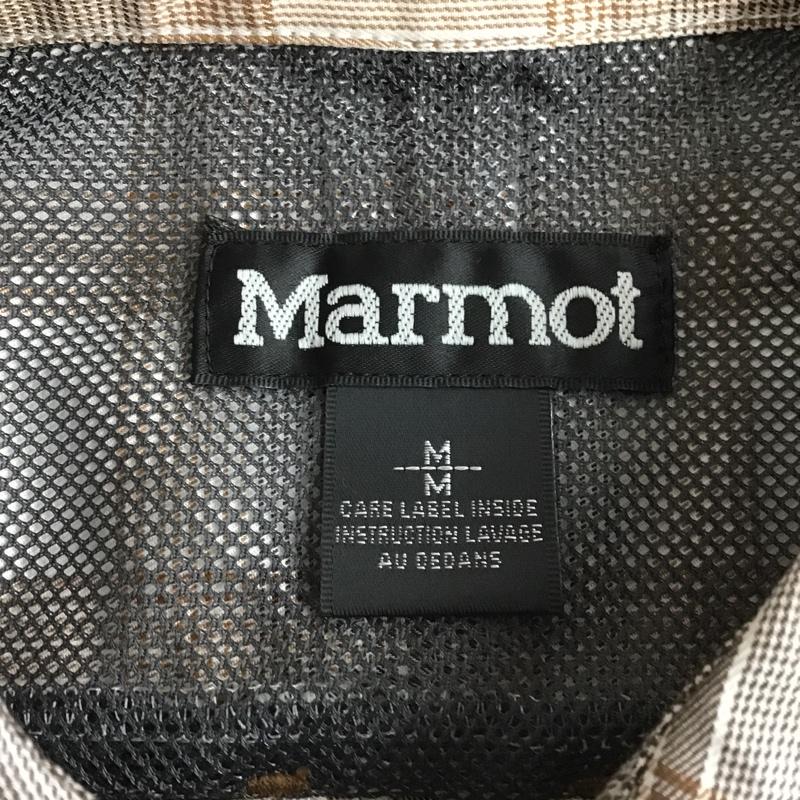 Marmot
M
M
CARE LABEL INSIDE
INSTRUCTION LAVAGE
AU DEDANS